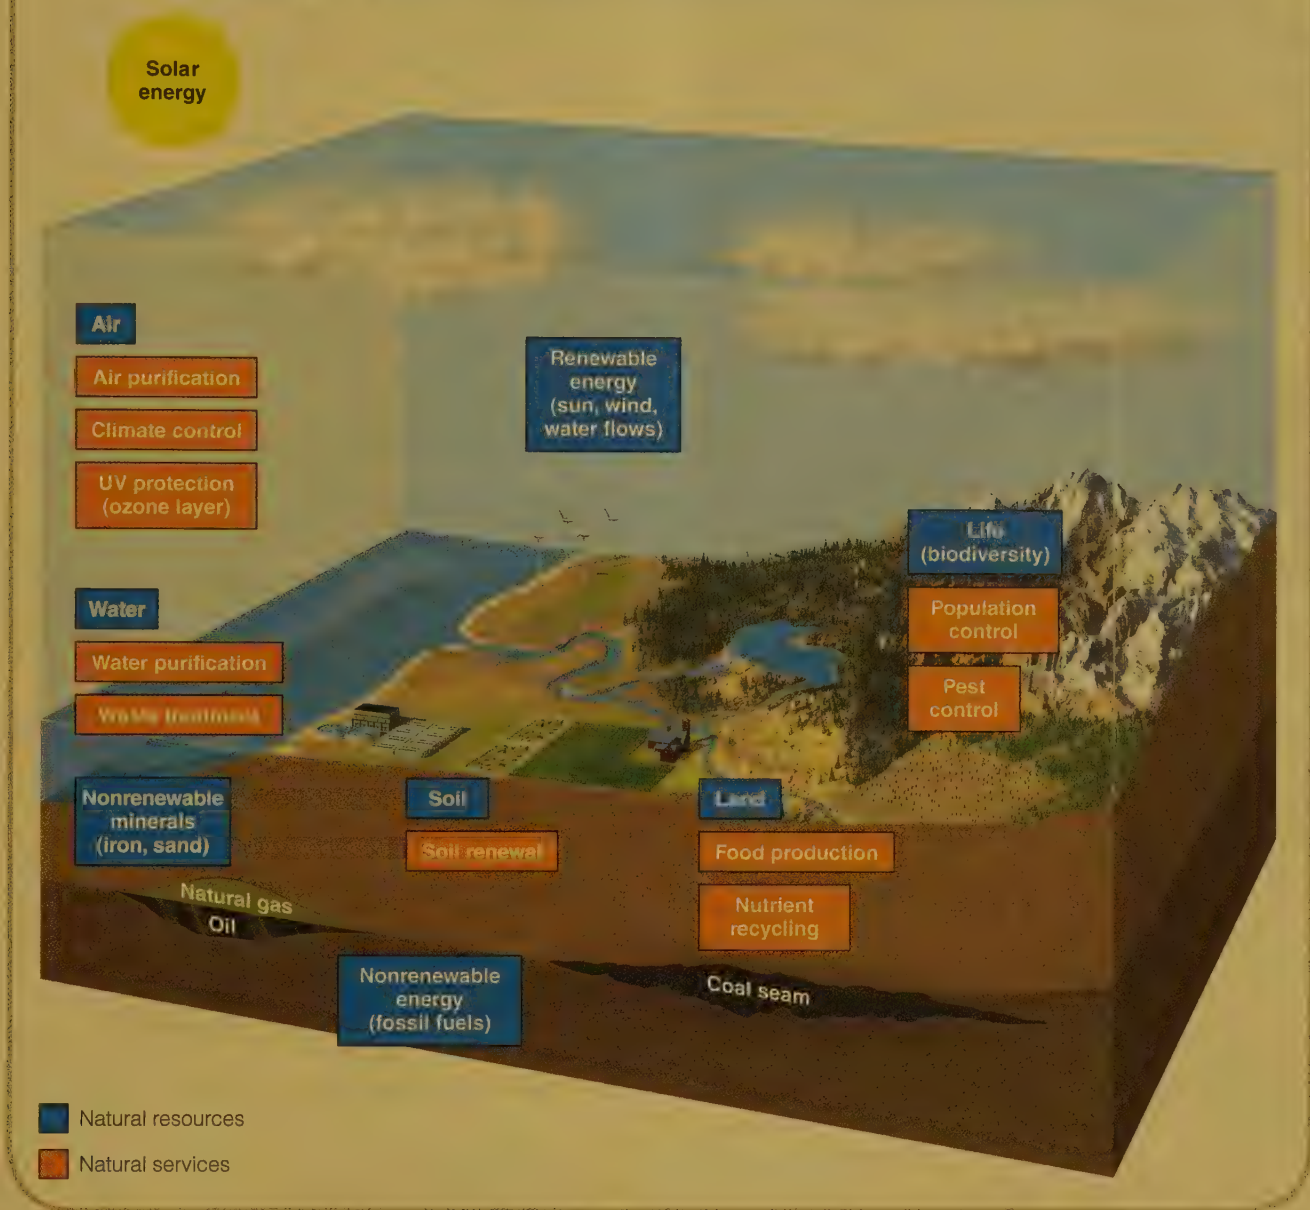 Solar
energy
Air
Air purification
Climate control
UV protection
(ozone layer)
Renewable
energy
(sun, wind,
water flows)
Life
(biodiversity)
Population
control
Pest
control
Water
Water purification
Waste treatment
Nonrenewable
minerals
(iron, sand)
Soil
Soil renewal
Land
Food production
Nutrient
recycling
Natural gas
Oil
Nonrenewable
energy
(fossil fuels)
Coal seam
Natural resources
Natural services